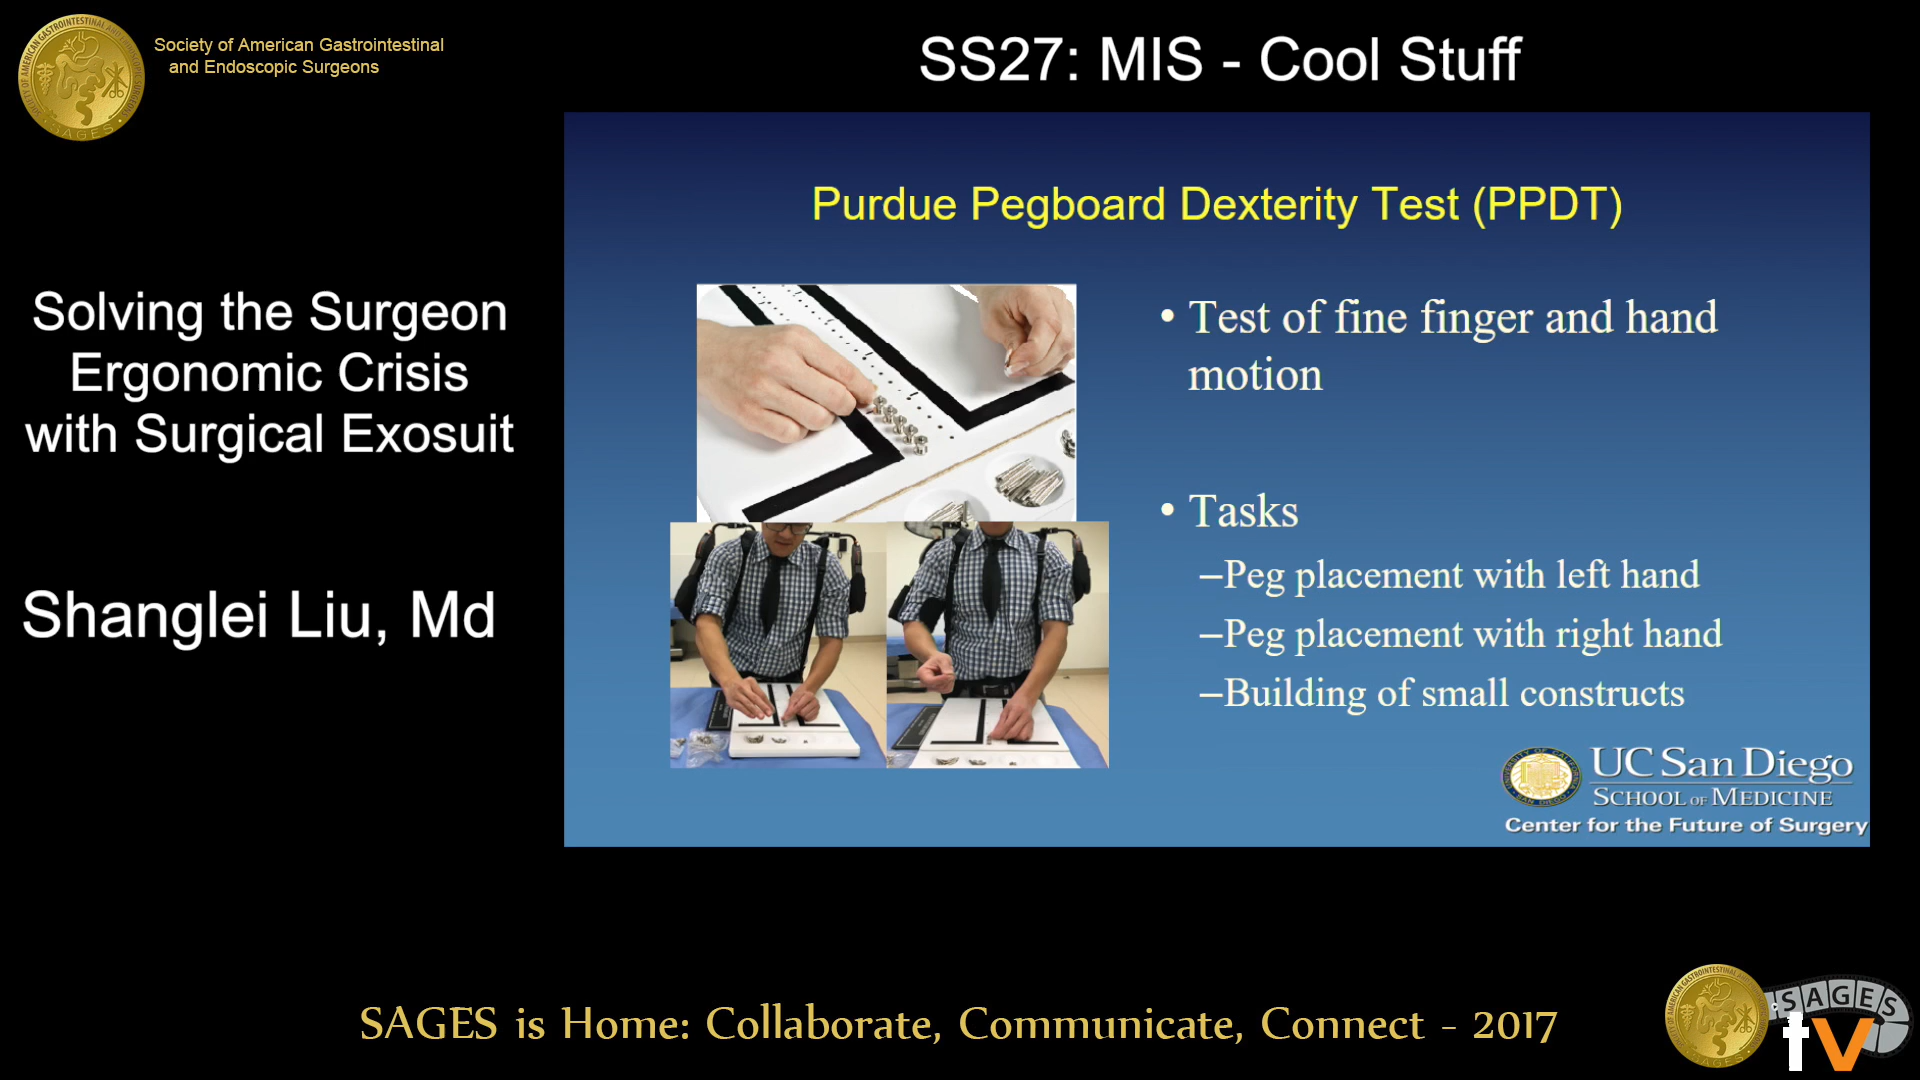 Society of American Gastrointestinal
and Endoscopic Surgeons
SS27: MIS - Cool Stuff
Solving the Surgeon
Ergonomic Crisis
with Surgical Exosuit
Shanglei Liu, Md
Purdue Pegboard Dexterity Test (PPDT)
• Test of fine finger and hand
motion
• Tasks
–Peg placement with left hand
–Peg placement with right hand
–Building of small constructs
UC San Diego
SCHOOL OF MEDICINE
Center for the Future of Surgery
SAGES is Home: Collaborate, Communicate, Connect - 2017
SAGES
tv
SAGES